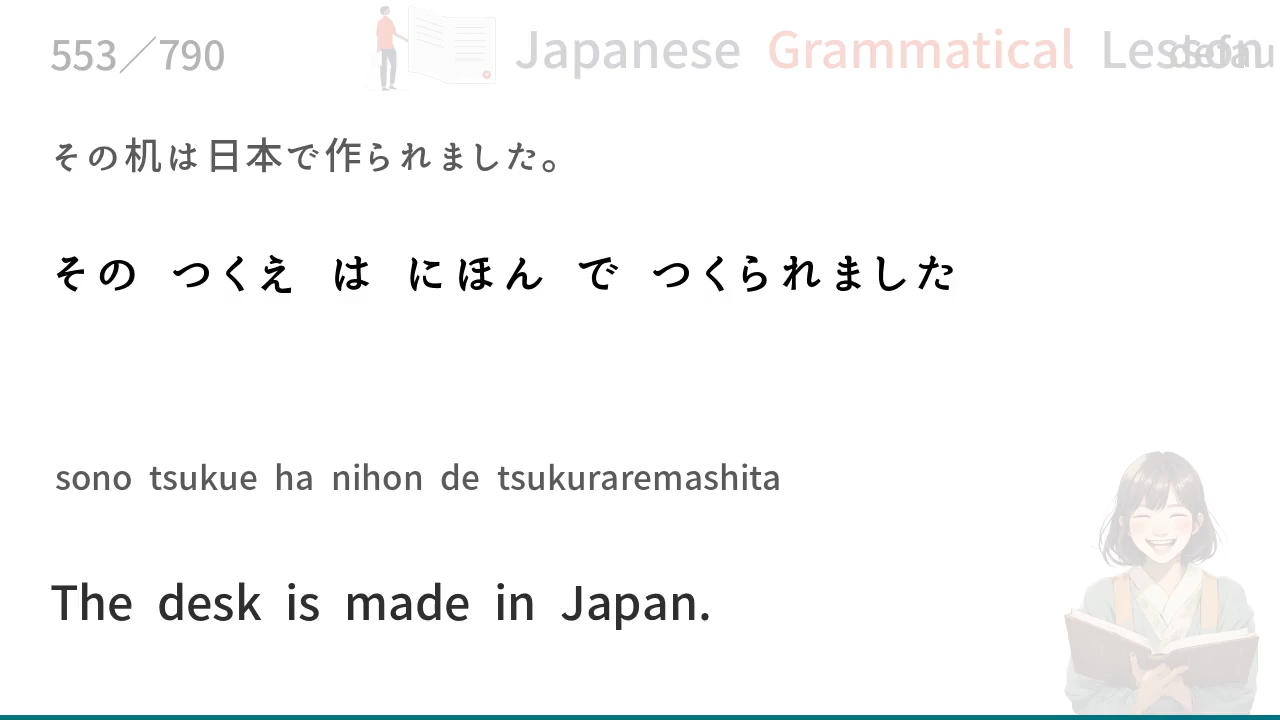 553／790
Japanese Grammatical Lesson
その机は日本で作られました。
その つくえ は にほん で つくられました
sono tsukue ha nihon de tsukuraremashita
The desk is made in Japan.